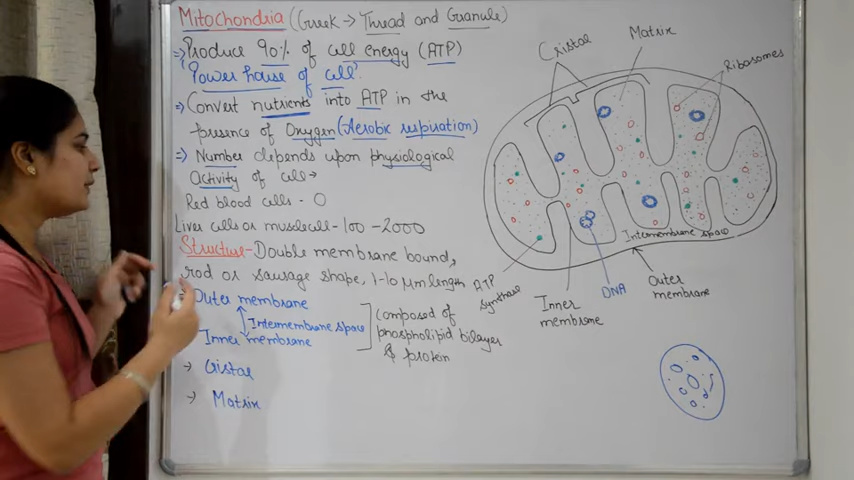 Mitochondria (Greek → Thread and Granule)
⇒ Produce 90% of cell energy (ATP)
'Power house of cell'
⇒ Convert nutrients into ATP in the
presence of Oxygen (Aerobic respiration)
⇒ Number depends upon physiological
Activity of cell→
Red blood cells - 0
Liver cells or muscle cell - 100 - 2000
Structure - Double membrane bound,
rod or sausage shape, 1-10 μm length
Outer membrane
Intermembrane space
Inner membrane
composed of
phospholipid bilayer
& protein
→ Cristae
→ Matrix
Cristae
Matrix
Ribosomes
Intermembrane space
ATP
synthase
Inner
membrane
DNA
Outer
membrane